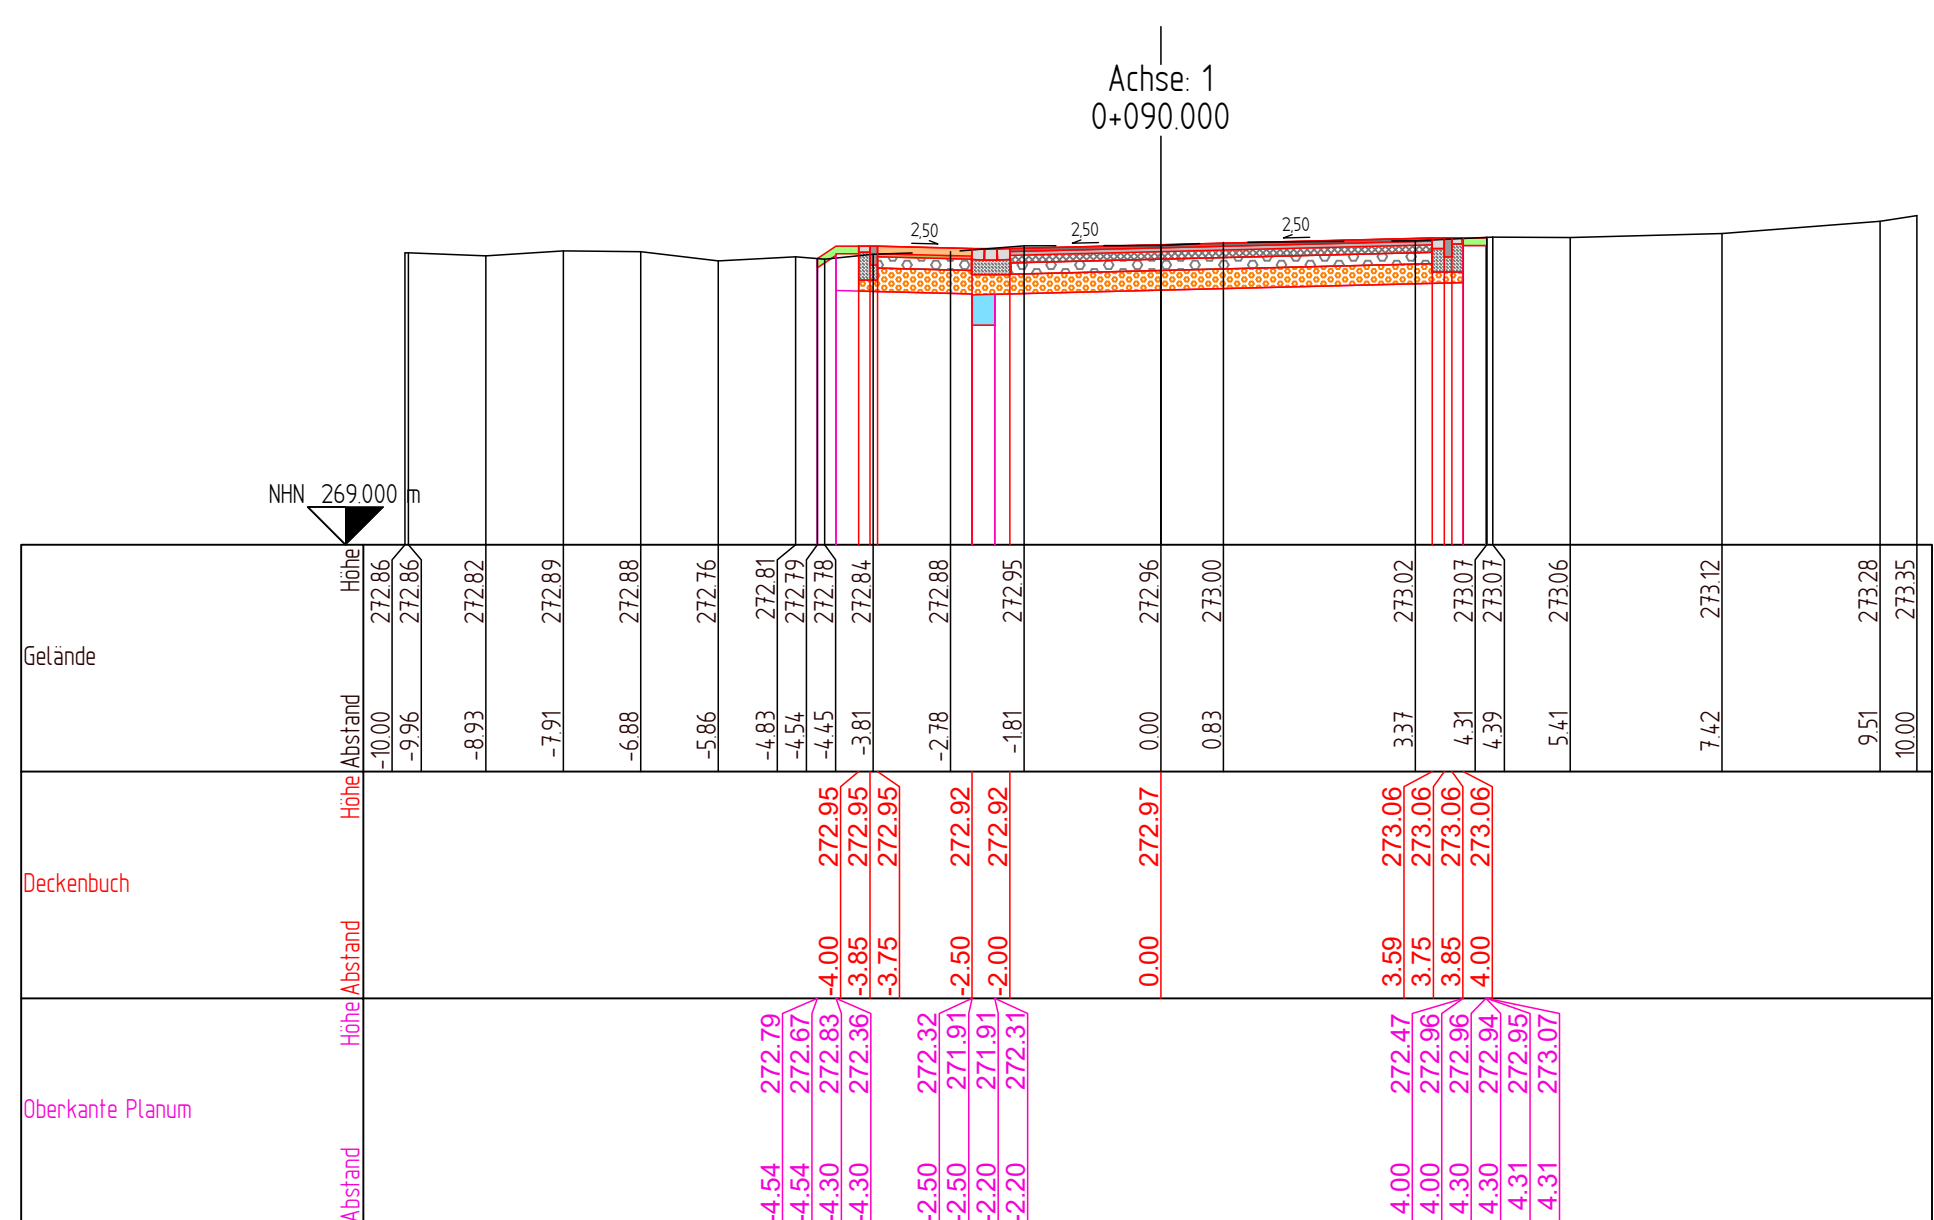 Achse: 1
0+090.000
2,50 2,50 2,50
NHN 269.000 m
Gelände
Höhe 272.86 272.86 272.82 272.89 272.88 272.76 272.81 272.79 272.78 272.84 272.88 272.95 272.96 273.00 273.02 273.07 273.07 273.06 273.12 273.28 273.35
Abstand -10.00 -9.96 -8.93 -7.91 -6.88 -5.86 -4.83 -4.54 -4.45 -3.81 -2.78 -1.81 0.00 0.83 3.37 4.31 4.39 5.41 7.42 9.51 10.00
Deckenbuch
Höhe 272.95 272.95 272.95 272.92 272.92 272.97 273.06 273.06 273.06 273.06
Abstand -4.00 -3.85 -3.75 -2.50 -2.00 0.00 3.59 3.75 3.85 4.00
Oberkante Planum
Höhe 272.79 272.67 272.83 272.36 272.32 271.91 271.91 272.31 272.47 272.96 272.96 272.94 272.95 273.07
Abstand -4.54 -4.54 -4.30 -4.30 -2.50 -2.50 -2.20 -2.20 4.00 4.00 4.30 4.30 4.31 4.31